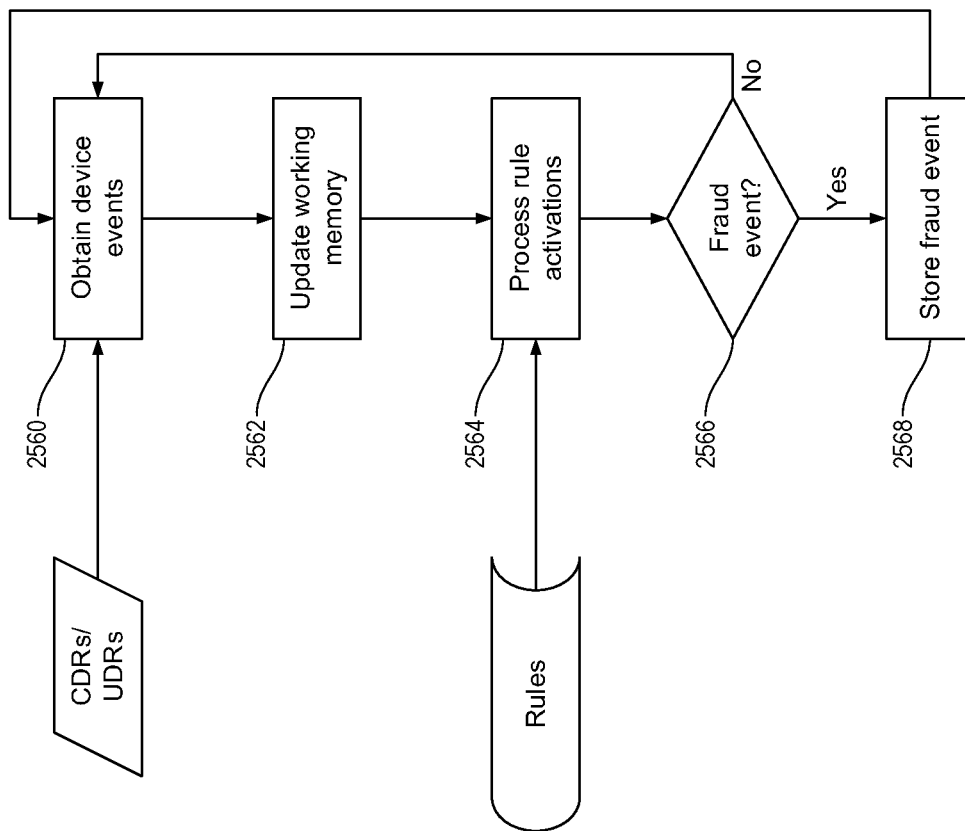 CDRs/
UDRs
2560
Obtain device
events
2562
Update working
memory
Rules
2564
Process rule
activations
2566
Fraud
event?
No
Yes
2568
Store fraud event